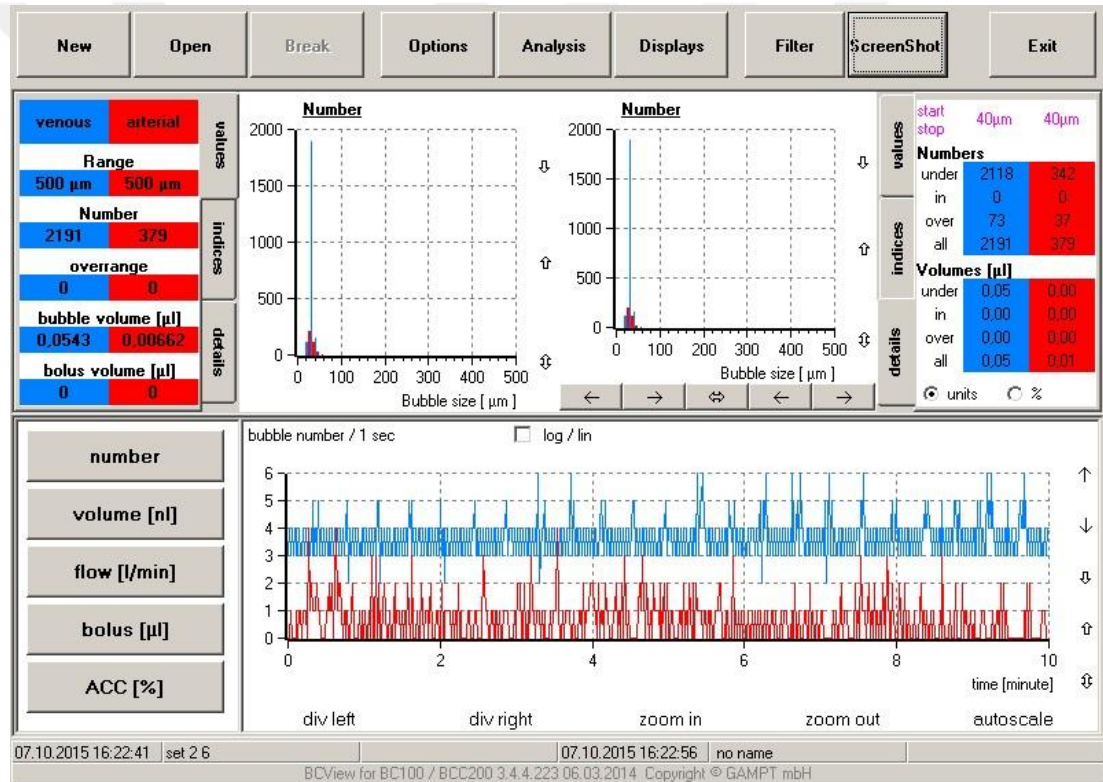 New Open Break Options Analysis Displays Filter ScreenShot Exit
venous arterial
Range
500 µm 500 µm
Number
2191 379
overrange
0 0
bubble volume [µl]
0,0543 0,00662
bolus volume [µl]
0 0
values
indices
details
Number
2000
1500
1000
500
0
0 100 200 300 400 500
Bubble size [ µm ]
Number
2000
1500
1000
500
0
0 100 200 300 400 500
Bubble size [ µm ]
← → ⇔ ← →
values
indices
details
start 40µm 40µm
stop
Numbers
under 2118 342
in 0 0
over 73 37
all 2191 379
Volumes [µl]
under 0,05 0,00
in 0,00 0,00
over 0,00 0,00
all 0,05 0,01
units %
number
volume [nl]
flow [l/min]
bolus [µl]
ACC [%]
bubble number / 1 sec log / lin
6
5
4
3
2
1
0
0 2 4 6 8 10
time [minute]
div left div right zoom in zoom out autoscale
07.10.2015 16:22:41 set 2 6 07.10.2015 16:22:56 no name
BCView for BC100 / BCC200 3.4.4.223 06.03.2014 Copyright © GAMPT mbH